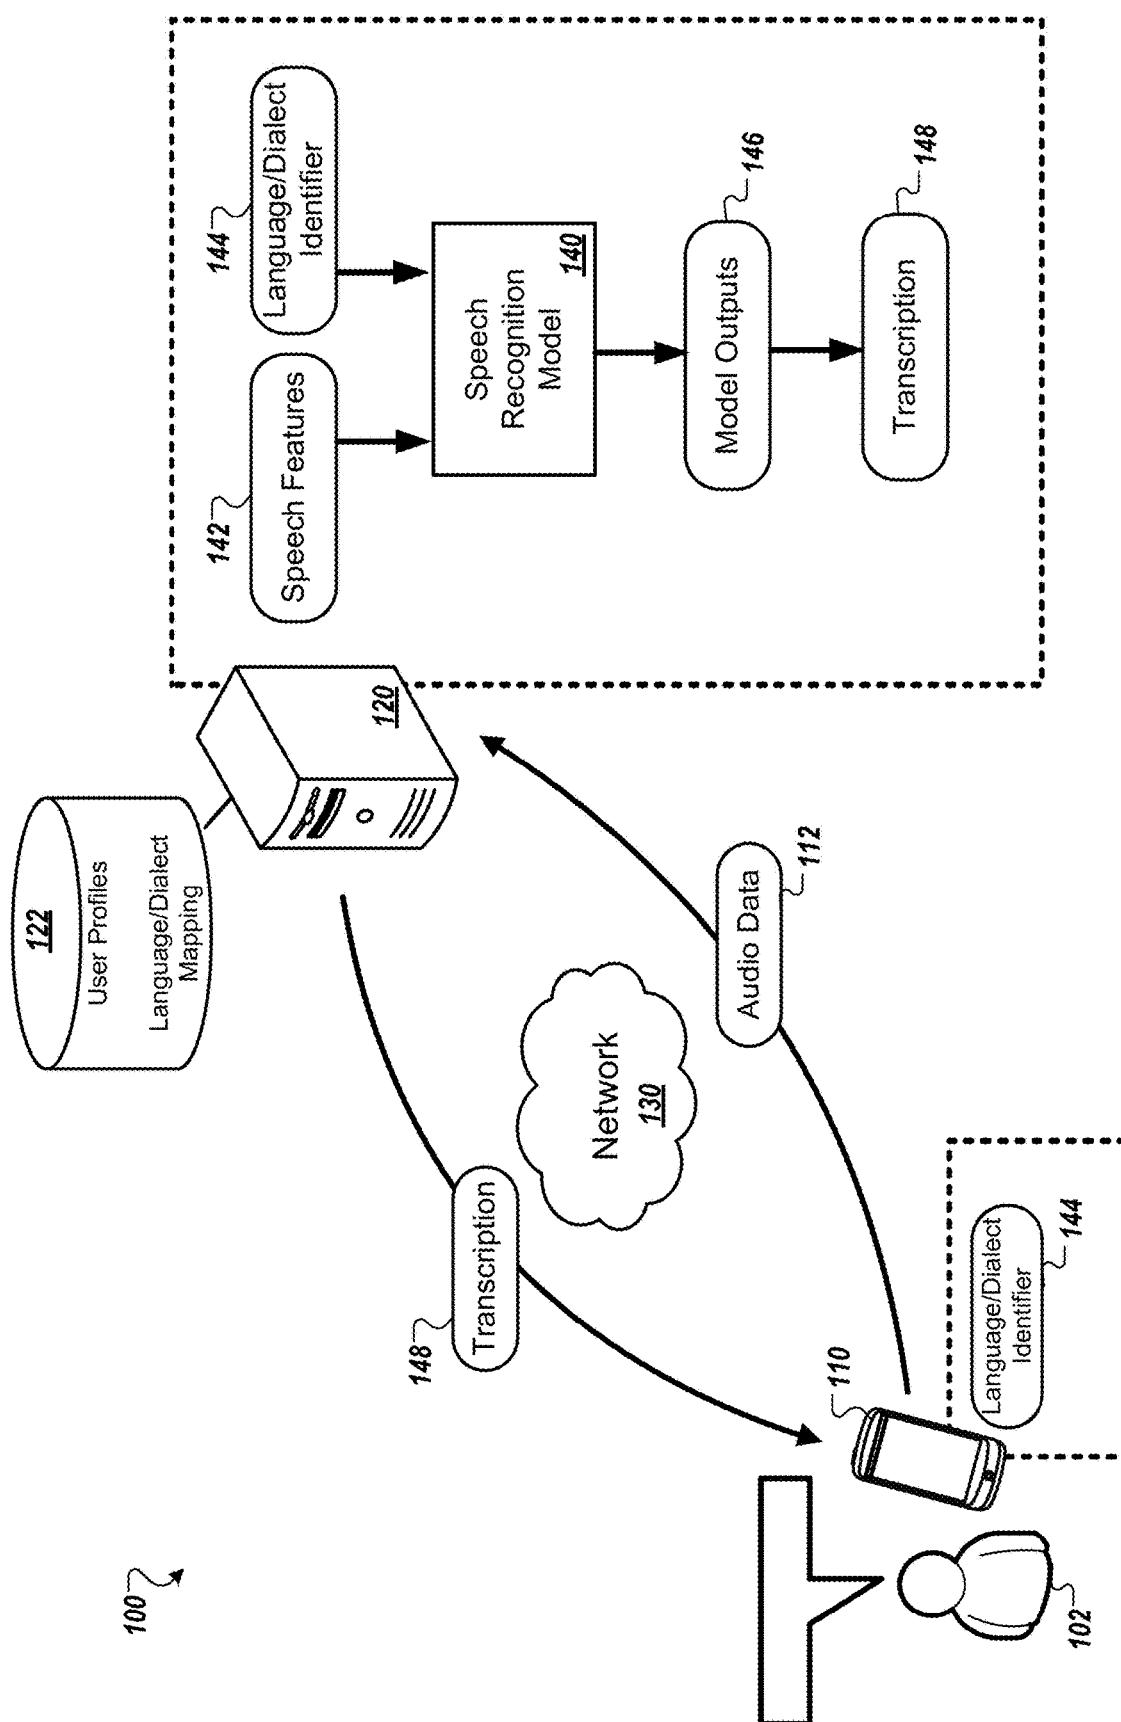 100
122
User Profiles
Language/Dialect
Mapping
120
142
Speech Features
144
Language/Dialect
Identifier
Speech
Recognition
Model
140
Model Outputs
146
Transcription
148
148
Transcription
Network
130
Audio Data
112
110
102
Language/Dialect
Identifier
144